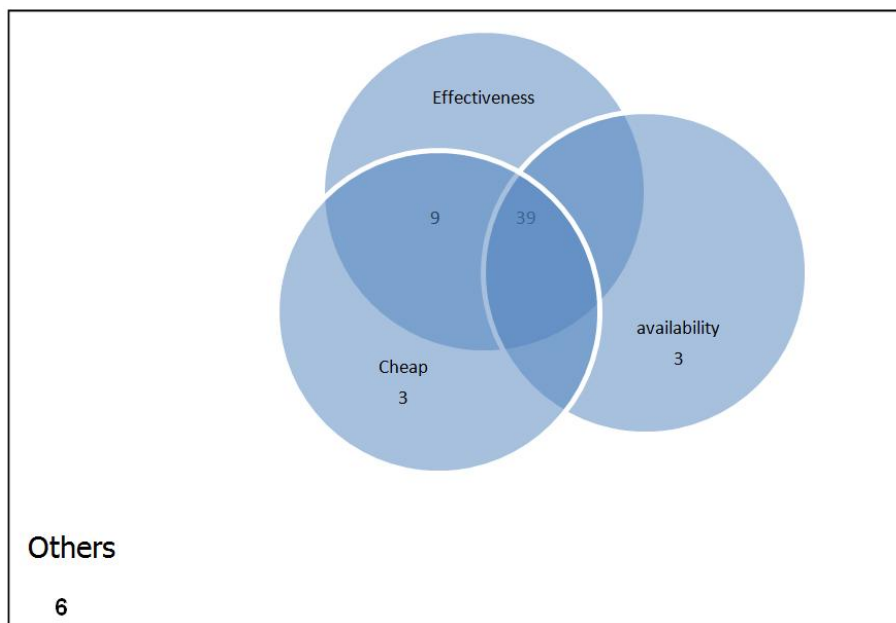 Effectiveness
9
39
availability
3
Cheap
3
Others
6